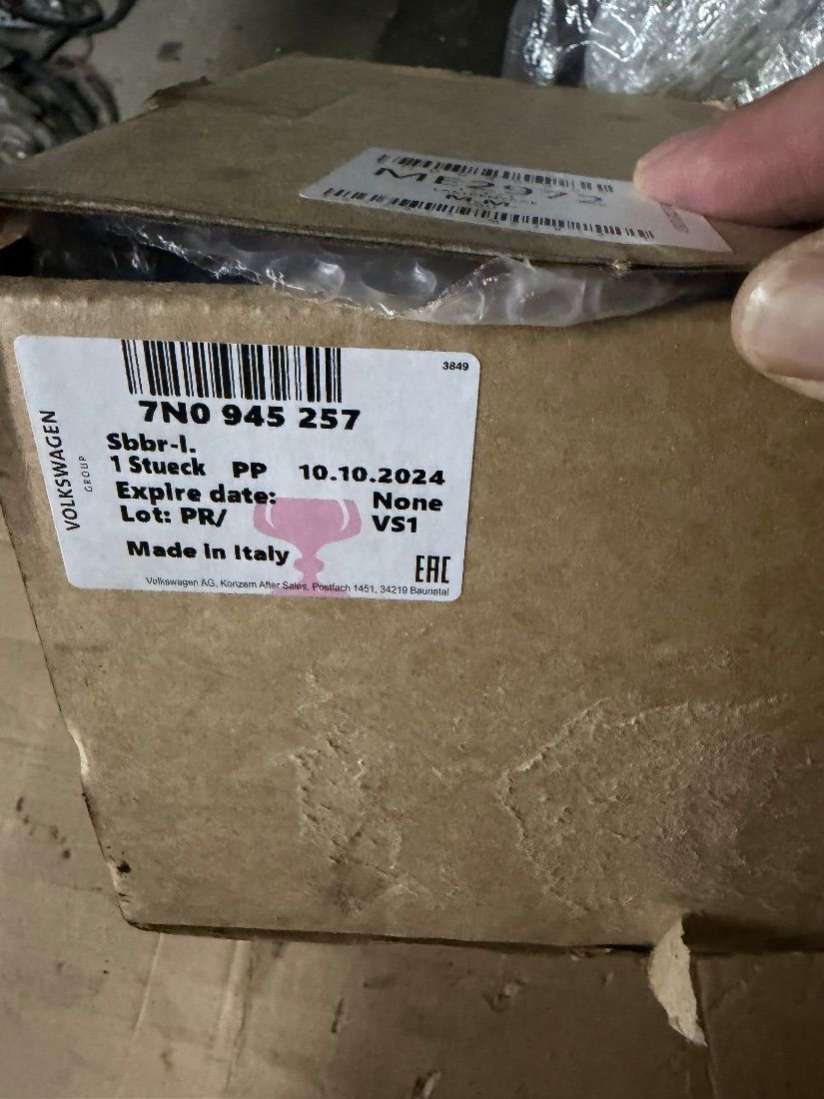 ME2972
M.M
3849
7N0 945 257
VOLKSWAGEN
GROUP
Sbbr-l.
1 Stueck PP 10.10.2024
Expire date: None
Lot: PR/ VS1
Made in Italy
EAC
Volkswagen AG, Konzern After Sales, Postfach 1451, 34219 Baunatal